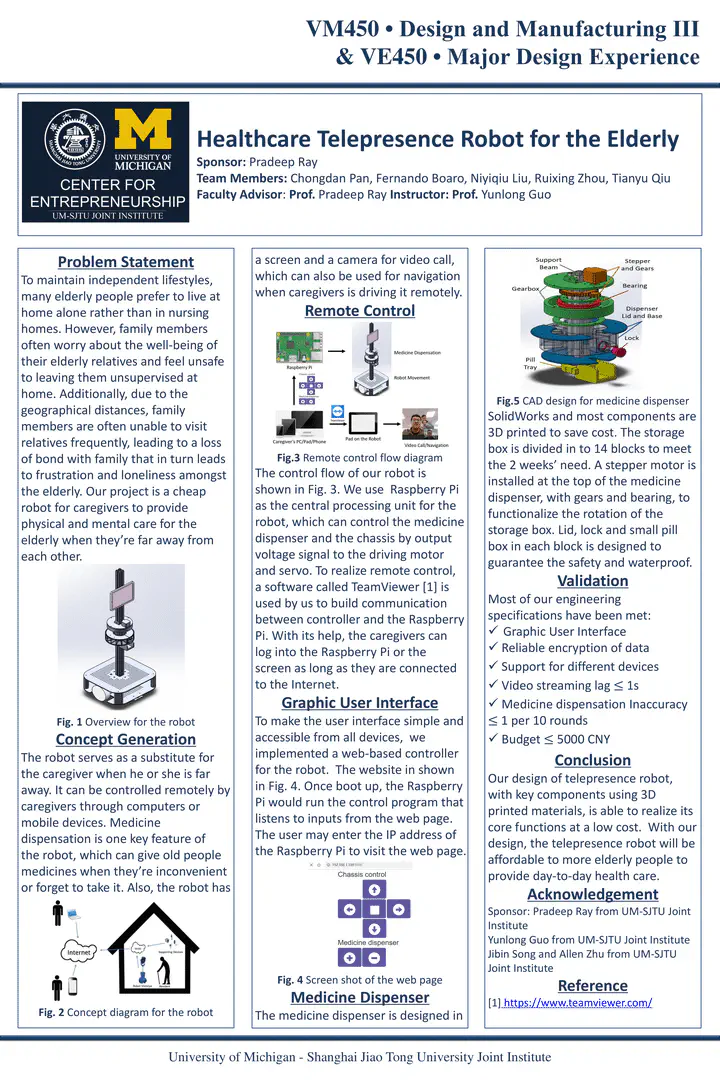 VM450 • Design and Manufacturing III
& VE450 • Major Design Experience
UNIVERSITY OF
MICHIGAN
CENTER FOR
ENTREPRENEURSHIP
UM-SJTU JOINT INSTITUTE
Healthcare Telepresence Robot for the Elderly
Sponsor: Pradeep Ray
Team Members: Chongdan Pan, Fernando Boaro, Niyiqiu Liu, Ruixing Zhou, Tianyu Qiu
Faculty Advisor: Prof. Pradeep Ray Instructor: Prof. Yunlong Guo
Problem Statement
To maintain independent lifestyles,
many elderly people prefer to live at
home alone rather than in nursing
homes. However, family members
often worry about the well-being of
their elderly relatives and feel unsafe
to leaving them unsupervised at
home. Additionally, due to the
geographical distances, family
members are often unable to visit
relatives frequently, leading to a loss
of bond with family that in turn leads
to frustration and loneliness amongst
the elderly. Our project is a cheap
robot for caregivers to provide
physical and mental care for the
elderly when they're far away from
each other.
Fig. 1 Overview for the robot
Concept Generation
The robot serves as a substitute for
the caregiver when he or she is far
away. It can be controlled remotely by
caregivers through computers or
mobile devices. Medicine
dispensation is one key feature of
the robot, which can give old people
medicines when they're inconvenient
or forget to take it. Also, the robot has
Internet
Fig. 2 Concept diagram for the robot
a screen and a camera for video call,
which can also be used for navigation
when caregivers is driving it remotely.
Remote Control
Raspberry Pi
Medicine Dispensation
Robot Movement
Caregiver's PC/Pad/Phone
Pad on the Robot
Video Call/Navigation
Fig.3 Remote control flow diagram
The control flow of our robot is
shown in Fig. 3. We use Raspberry Pi
as the central processing unit for the
robot, which can control the medicine
dispenser and the chassis by output
voltage signal to the driving motor
and servo. To realize remote control,
a software called TeamViewer [1] is
used by us to build communication
between controller and the Raspberry
Pi. With its help, the caregivers can
log into the Raspberry Pi or the
screen as long as they are connected
to the Internet.
Graphic User Interface
To make the user interface simple and
accessible from all devices, we
implemented a web-based controller
for the robot. The website in shown
in Fig. 4. Once boot up, the Raspberry
Pi would run the control program that
listens to inputs from the web page.
The user may enter the IP address of
the Raspberry Pi to visit the web page.
Chassis control
Medicine dispenser
Fig. 4 Screen shot of the web page
Medicine Dispenser
The medicine dispenser is designed in
Support
Beam
Stepper
and Gears
Gearbox
Bearing
Dispenser
Lid and Base
Lock
Pill
Tray
Fig.5 CAD design for medicine dispenser
SolidWorks and most components are
3D printed to save cost. The storage
box is divided in to 14 blocks to meet
the 2 weeks' need. A stepper motor is
installed at the top of the medicine
dispenser, with gears and bearing, to
functionalize the rotation of the
storage box. Lid, lock and small pill
box in each block is designed to
guarantee the safety and waterproof.
Validation
Most of our engineering
specifications have been met:
✓ Graphic User Interface
✓ Reliable encryption of data
✓ Support for different devices
✓ Video streaming lag ≤ 1s
✓ Medicine dispensation Inaccuracy
≤ 1 per 10 rounds
✓ Budget ≤ 5000 CNY
Conclusion
Our design of telepresence robot,
with key components using 3D
printed materials, is able to realize its
core functions at a low cost. With our
design, the telepresence robot will be
affordable to more elderly people to
provide day-to-day health care.
Acknowledgement
Sponsor: Pradeep Ray from UM-SJTU Joint
Institute
Yunlong Guo from UM-SJTU Joint Institute
Jibin Song and Allen Zhu from UM-SJTU
Joint Institute
Reference
[1] https://www.teamviewer.com/
University of Michigan - Shanghai Jiao Tong University Joint Institute